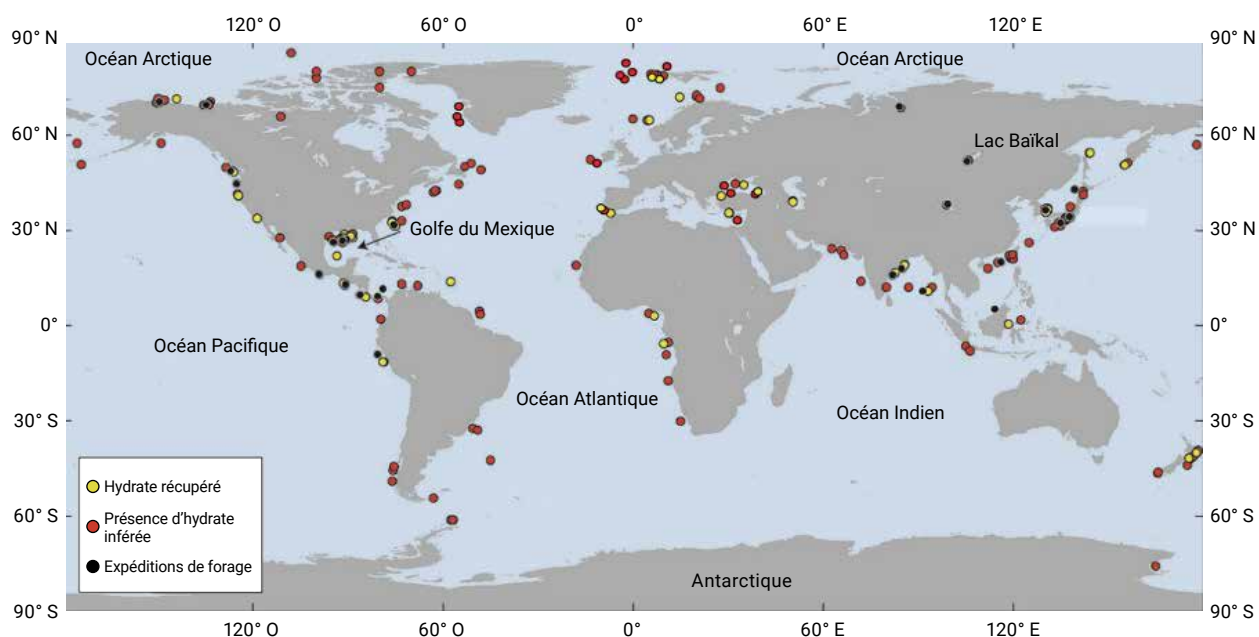 120° O
60° O
0°
60° E
120° E
90° N
90° N
Océan Arctique
Océan Arctique
60° N
60° N
Lac Baïkal
30° N
30° N
Golfe du Mexique
0°
0°
Océan Pacifique
Océan Atlantique
Océan Indien
30° S
30° S
Hydrate récupéré
Présence d'hydrate
inférée
Expéditions de forage
60° S
60° S
Antarctique
90° S
90° S
120° O
60° O
0°
60° E
120° E